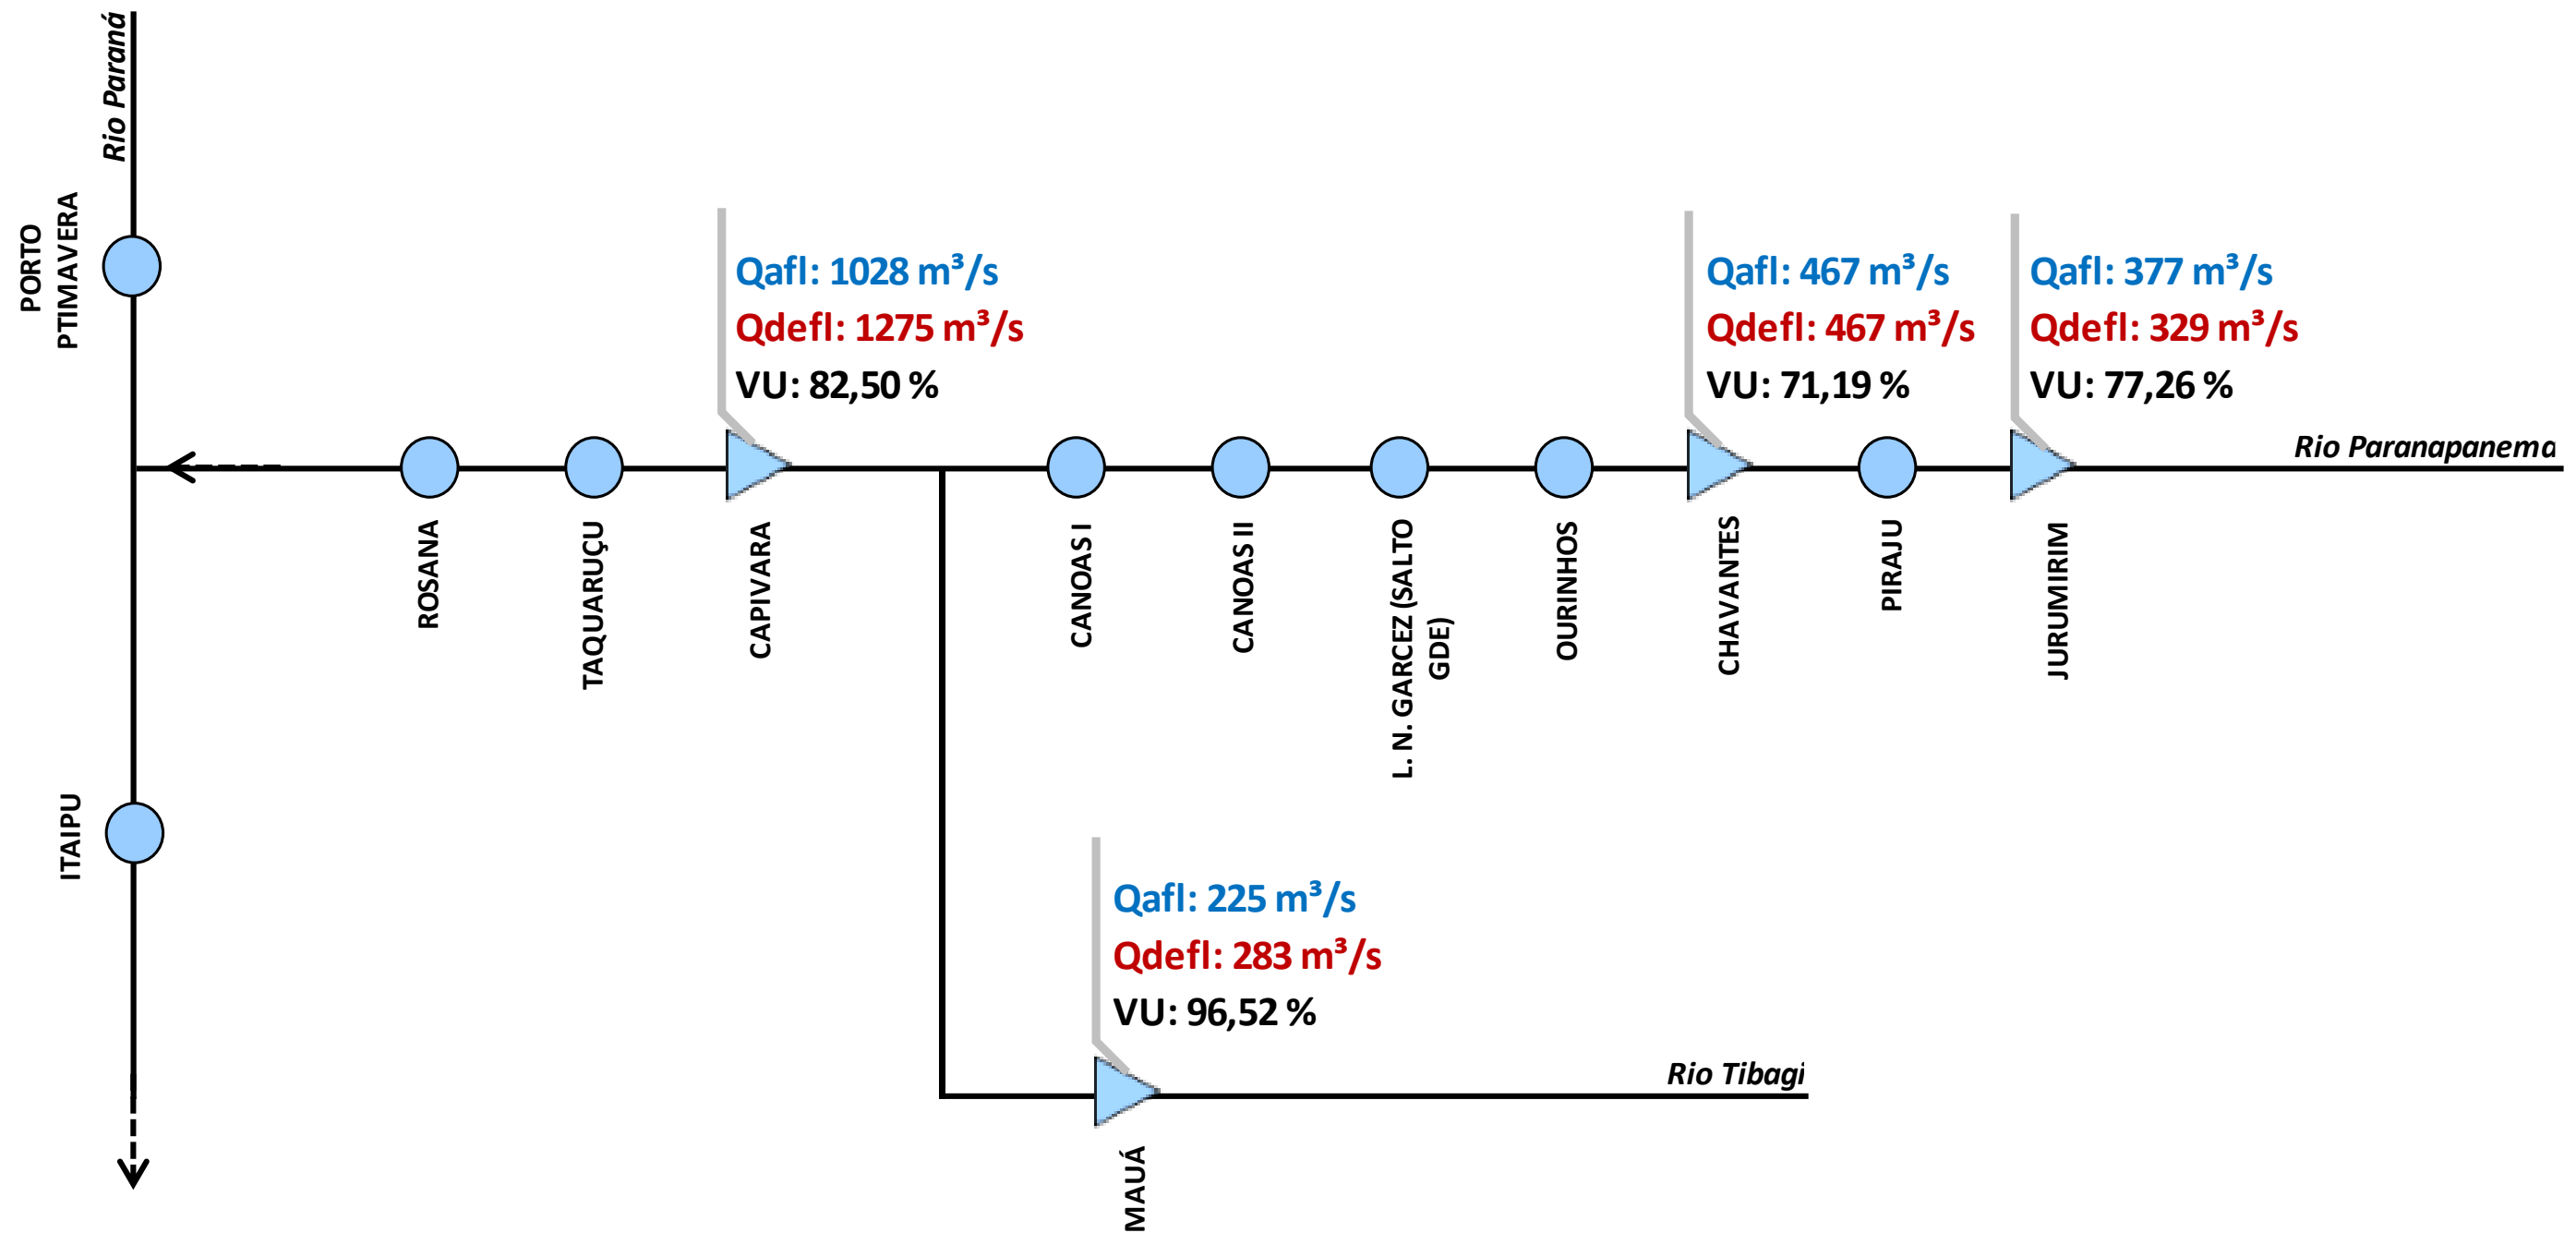 Rio Paraná
PORTO
PTIMAVERA
Qafl: 1028 m³/s
Qdefl: 1275 m³/s
VU: 82,50 %
Qafl: 467 m³/s
Qdefl: 467 m³/s
VU: 71,19 %
Qafl: 377 m³/s
Qdefl: 329 m³/s
VU: 77,26 %
Rio Paranapanema
ROSANA
TAQUARUÇU
CAPIVARA
CANOAS I
CANOAS II
L. N. GARCEZ (SALTO
GDE)
OURINHOS
CHAVANTES
PIRAJU
JURUMIRIM
ITAIPU
Qafl: 225 m³/s
Qdefl: 283 m³/s
VU: 96,52 %
Rio Tibagi
MAUÁ